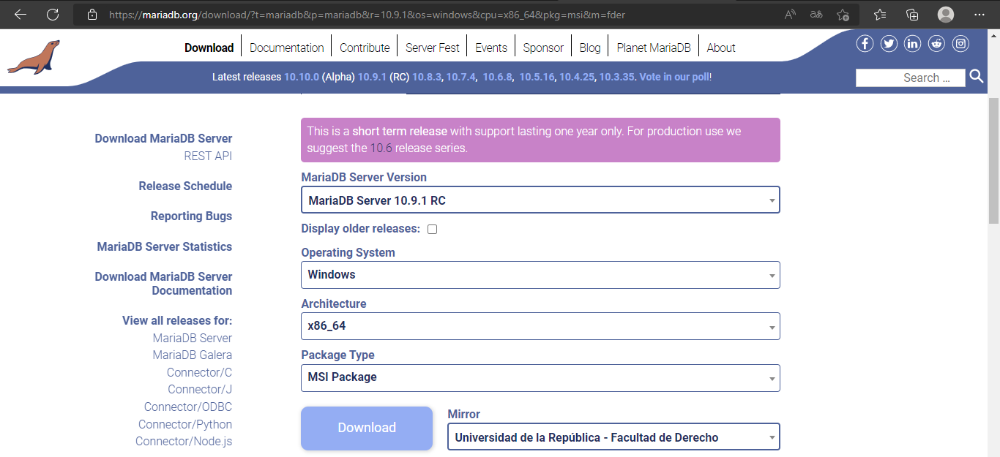 https://mariadb.org/download/?t=mariadb&p=mariadb&r=10.9.1&os=windows&cpu=x86_64&pkg=msi&m=fder
Download
Documentation
Contribute
Server Fest
Events
Sponsor
Blog
Planet MariaDB
About
Latest releases 10.10.0 (Alpha) 10.9.1 (RC) 10.8.3, 10.7.4, 10.6.8, 10.5.16, 10.4.25, 10.3.35. Vote in our poll!
Search ...
Download MariaDB Server
REST API
Release Schedule
Reporting Bugs
MariaDB Server Statistics
Download MariaDB Server
Documentation
View all releases for:
MariaDB Server
MariaDB Galera
Connector/C
Connector/J
Connector/ODBC
Connector/Python
Connector/Node.js
This is a short term release with support lasting one year only. For production use we
suggest the 10.6 release series.
MariaDB Server Version
MariaDB Server 10.9.1 RC
Display older releases:
Operating System
Windows
Architecture
x86_64
Package Type
MSI Package
Download
Mirror
Universidad de la República - Facultad de Derecho